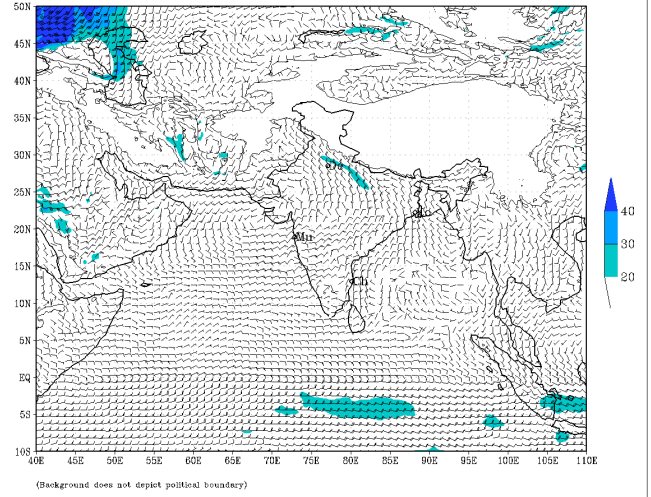 50N
45N
40N
35N
30N
25N
20N
15N
10N
5N
EQ
5S
10S
40E 45E 50E 55E 60E 65E 70E 75E 80E 85E 90E 95E 100E 105E 110E
Mu
Ch
40
30
20
(Background does not depict political boundary)